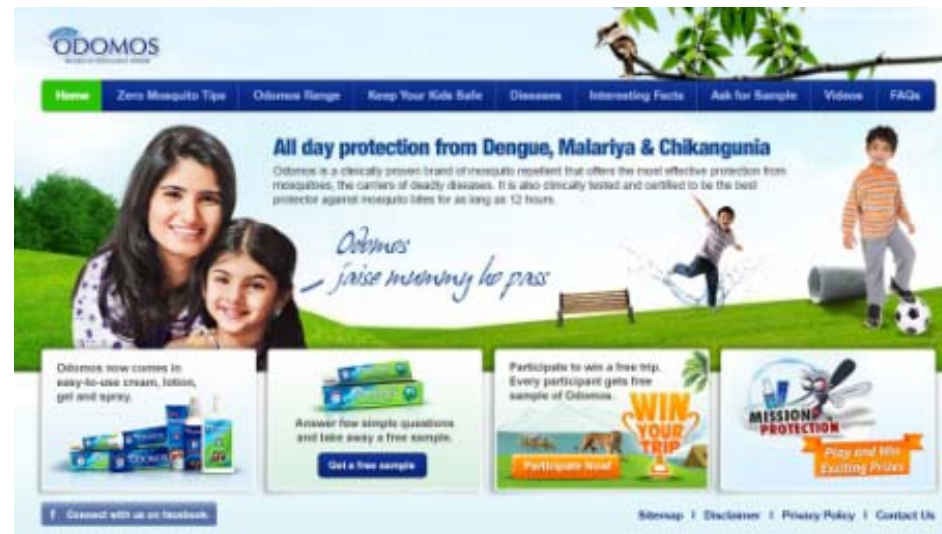 ODOMOS
Home Zero Mosquito Tips Odomos Range Keep Your Kids Safe Diseases Interesting Facts Ask for Sample Videos FAQs
All day protection from Dengue, Malariya & Chikangunia
Odomos is a clinically proven brand of mosquito repellent that offers the most effective protection from
mosquitoes, the carriers of deadly diseases. It is also clinically tested and certified to be the best
protector against mosquito bites for as long as 12 hours.
Odomos
jaise mummy ho pass
Odomos now comes in
easy-to-use cream, lotion,
gel and spray.
ODOMOS
Answer few simple questions
and take away a free sample.
Get a free sample
Participate to win a free trip.
Every participant gets free
sample of Odomos.
WIN
YOUR
TRIP
Participate Now!
MISSION
PROTECTION
Play and Win
Exciting Prizes
f Connect with us on facebook
Sitemap | Disclaimer | Privacy Policy | Contact Us